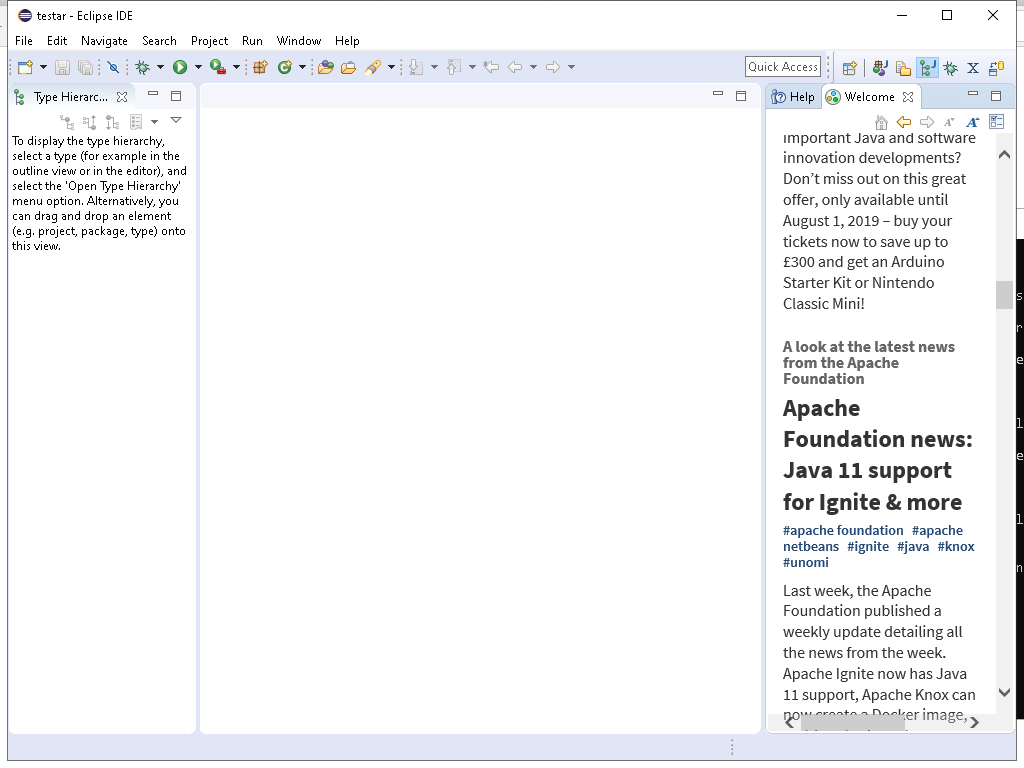 testar - Eclipse IDE
File Edit Navigate Search Project Run Window Help
Quick Access
Type Hierarc...
Help
Welcome
To display the type hierarchy,
select a type (for example in the
outline view or in the editor), and
select the 'Open Type Hierarchy'
menu option. Alternatively, you
can drag and drop an element
(e.g. project, package, type) onto
this view.
important Java and software
innovation developments?
Don’t miss out on this great
offer, only available until
August 1, 2019 – buy your
tickets now to save up to
£300 and get an Arduino
Starter Kit or Nintendo
Classic Mini!
A look at the latest news
from the Apache
Foundation
Apache
Foundation news:
Java 11 support
for Ignite & more
#apache foundation #apache
netbeans #ignite #java #knox
#unomi
Last week, the Apache
Foundation published a
weekly update detailing all
the news from the week.
Apache Ignite now has Java
11 support, Apache Knox can
now create a Docker image,